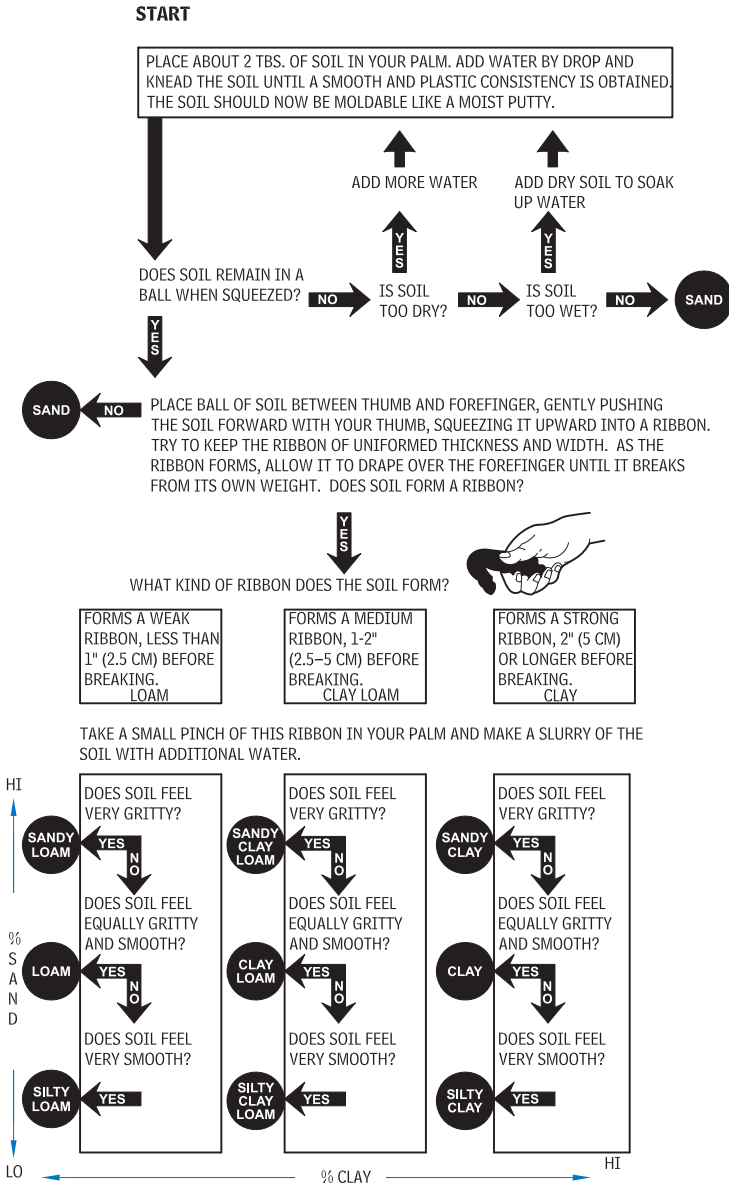 START
PLACE ABOUT 2 TBS. OF SOIL IN YOUR PALM. ADD WATER BY DROP AND
KNEAD THE SOIL UNTIL A SMOOTH AND PLASTIC CONSISTENCY IS OBTAINED.
THE SOIL SHOULD NOW BE MOLDABLE LIKE A MOIST PUTTY.
ADD MORE WATER
ADD DRY SOIL TO SOAK
UP WATER
YES
YES
DOES SOIL REMAIN IN A
BALL WHEN SQUEEZED?
NO
IS SOIL
TOO DRY?
NO
IS SOIL
TOO WET?
NO
SAND
YES
SAND
NO
PLACE BALL OF SOIL BETWEEN THUMB AND FOREFINGER, GENTLY PUSHING
THE SOIL FORWARD WITH YOUR THUMB, SQUEEZING IT UPWARD INTO A RIBBON.
TRY TO KEEP THE RIBBON OF UNIFORMED THICKNESS AND WIDTH. AS THE
RIBBON FORMS, ALLOW IT TO DRAPE OVER THE FOREFINGER UNTIL IT BREAKS
FROM ITS OWN WEIGHT. DOES SOIL FORM A RIBBON?
YES
WHAT KIND OF RIBBON DOES THE SOIL FORM?
FORMS A WEAK
RIBBON, LESS THAN
1" (2.5 CM) BEFORE
BREAKING.
LOAM
FORMS A MEDIUM
RIBBON, 1-2"
(2.5–5 CM) BEFORE
BREAKING.
CLAY LOAM
FORMS A STRONG
RIBBON, 2" (5 CM)
OR LONGER BEFORE
BREAKING.
CLAY
TAKE A SMALL PINCH OF THIS RIBBON IN YOUR PALM AND MAKE A SLURRY OF THE
SOIL WITH ADDITIONAL WATER.
HI
% SAND
LO
DOES SOIL FEEL
VERY GRITTY?
SANDY
LOAM
YES
NO
DOES SOIL FEEL
EQUALLY GRITTY
AND SMOOTH?
LOAM
YES
NO
DOES SOIL FEEL
VERY SMOOTH?
SILTY
LOAM
YES
DOES SOIL FEEL
VERY GRITTY?
SANDY
CLAY
LOAM
YES
NO
DOES SOIL FEEL
EQUALLY GRITTY
AND SMOOTH?
CLAY
LOAM
YES
NO
DOES SOIL FEEL
VERY SMOOTH?
SILTY
CLAY
LOAM
YES
DOES SOIL FEEL
VERY GRITTY?
SANDY
CLAY
YES
NO
DOES SOIL FEEL
EQUALLY GRITTY
AND SMOOTH?
CLAY
YES
NO
DOES SOIL FEEL
VERY SMOOTH?
SILTY
CLAY
YES
% CLAY
HI